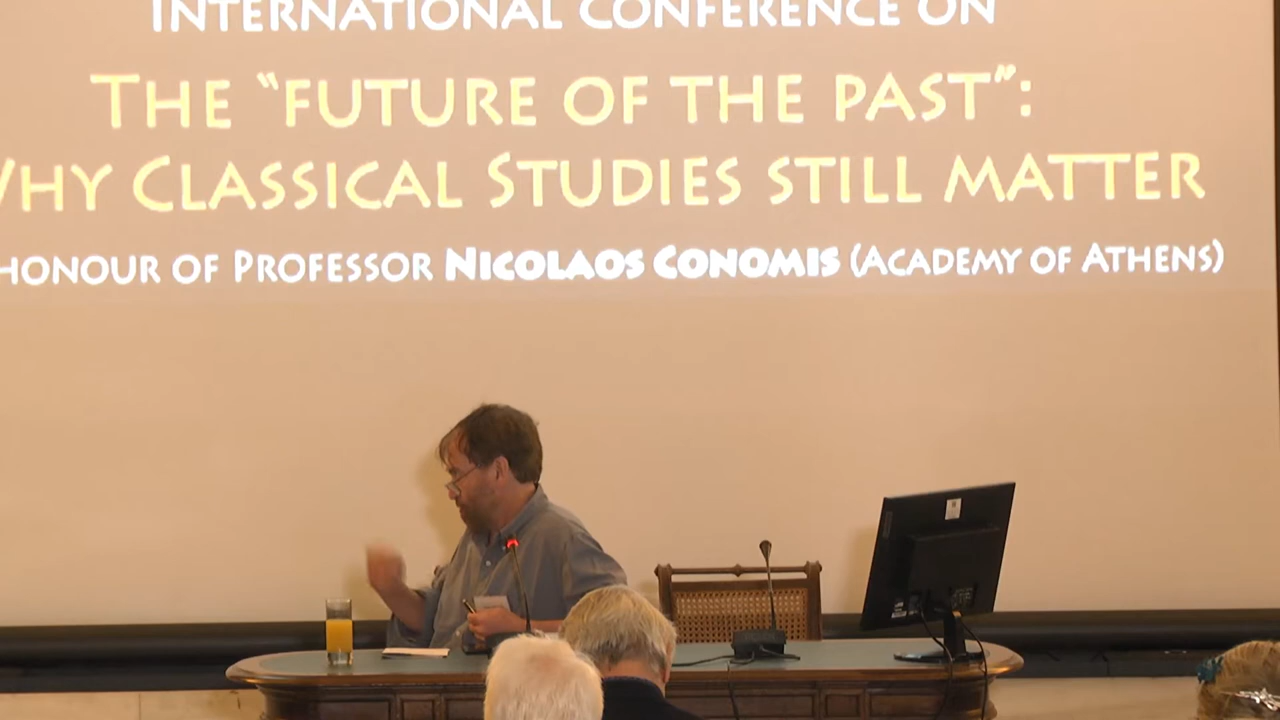 INTERNATIONAL CONFERENCE ON
THE “FUTURE OF THE PAST”:
WHY CLASSICAL STUDIES STILL MATTER
HONOUR OF PROFESSOR NICOLAOS CONOMIS (ACADEMY OF ATHENS)